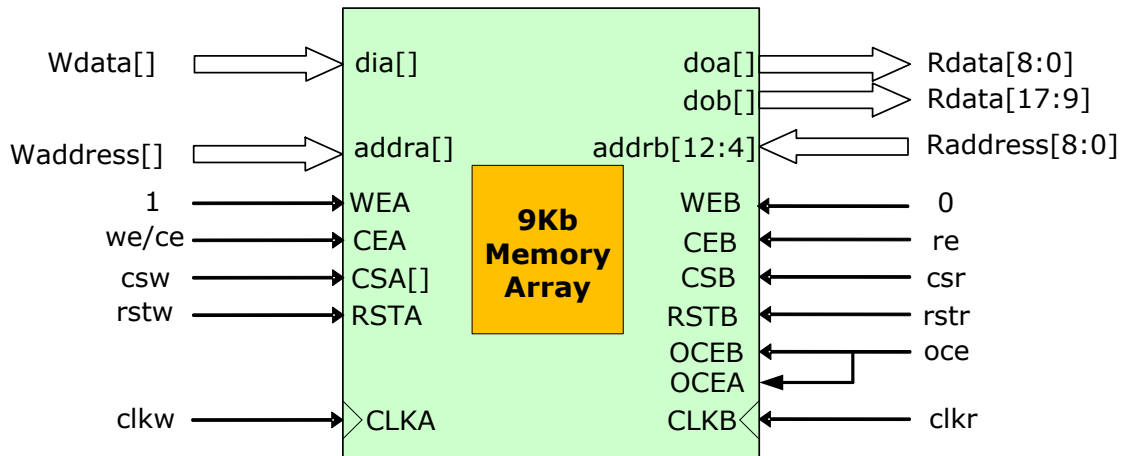 Wdata[] dia[] doa[] Rdata[8:0]
dob[] Rdata[17:9]
Waddress[] addra[] addrb[12:4] Raddress[8:0]
1 WEA WEB 0
we/ce CEA CEB re
csw CSA[] CSB csr
rstw RSTA RSTB rstr
9Kb
Memory
Array
OCEB oce
OCEA
clkw CLKA CLKB clkr